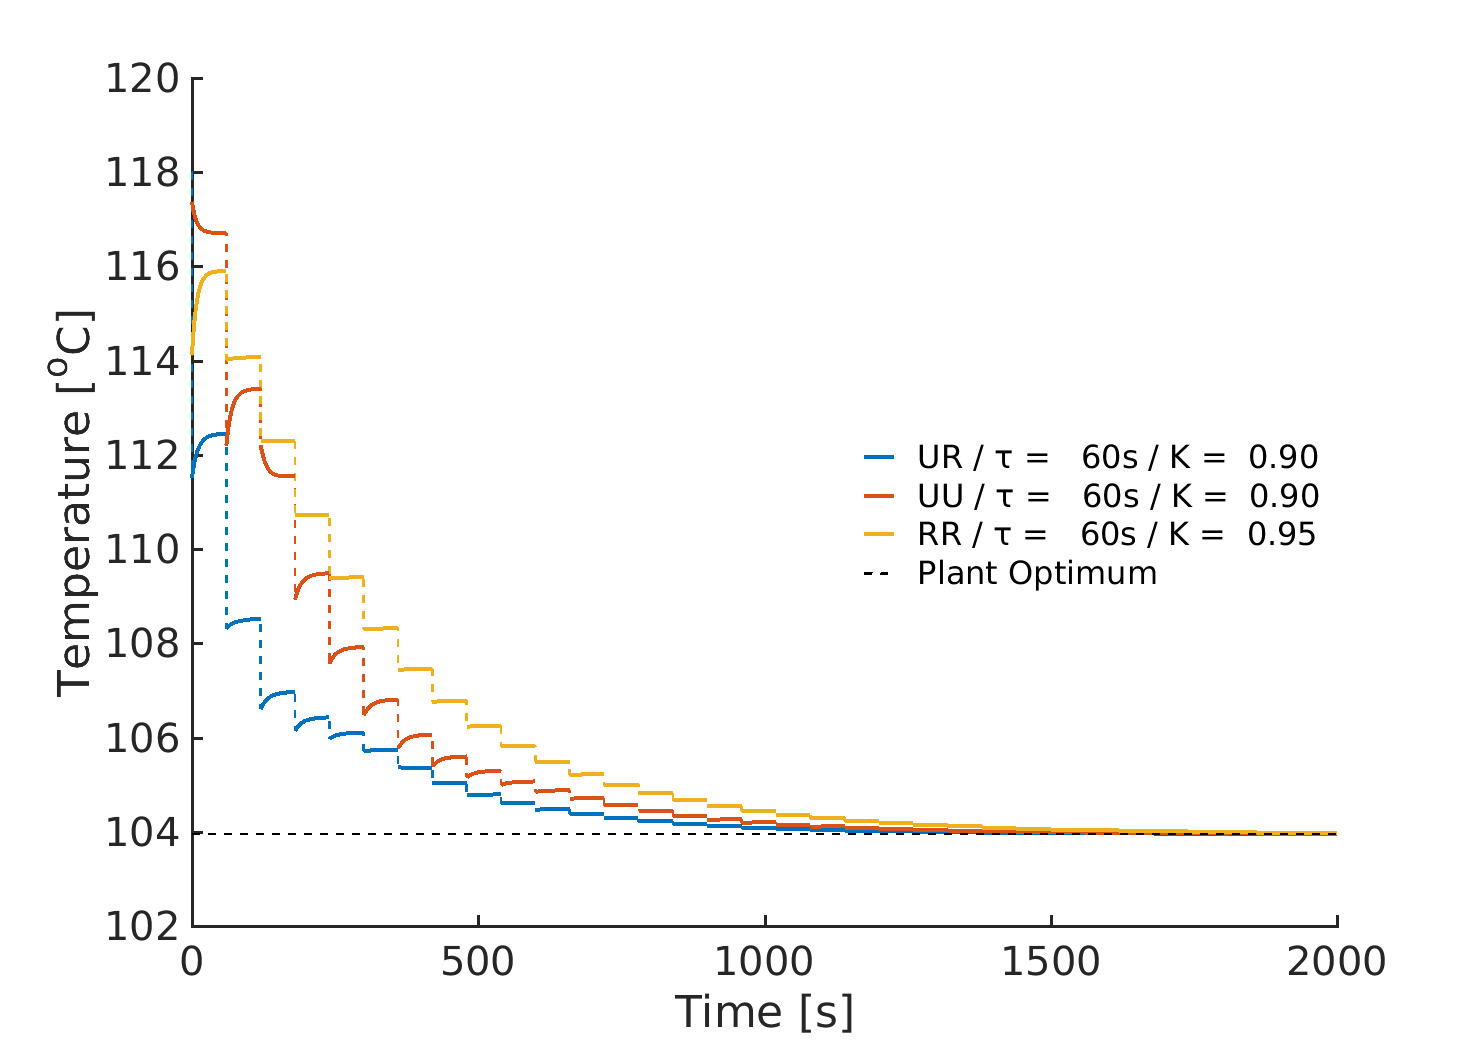 120
118
116
114
112
110
108
106
104
102
Temperature [°C]
UR / τ = 60s / K = 0.90
UU / τ = 60s / K = 0.90
RR / τ = 60s / K = 0.95
Plant Optimum
0 500 1000 1500 2000
Time [s]